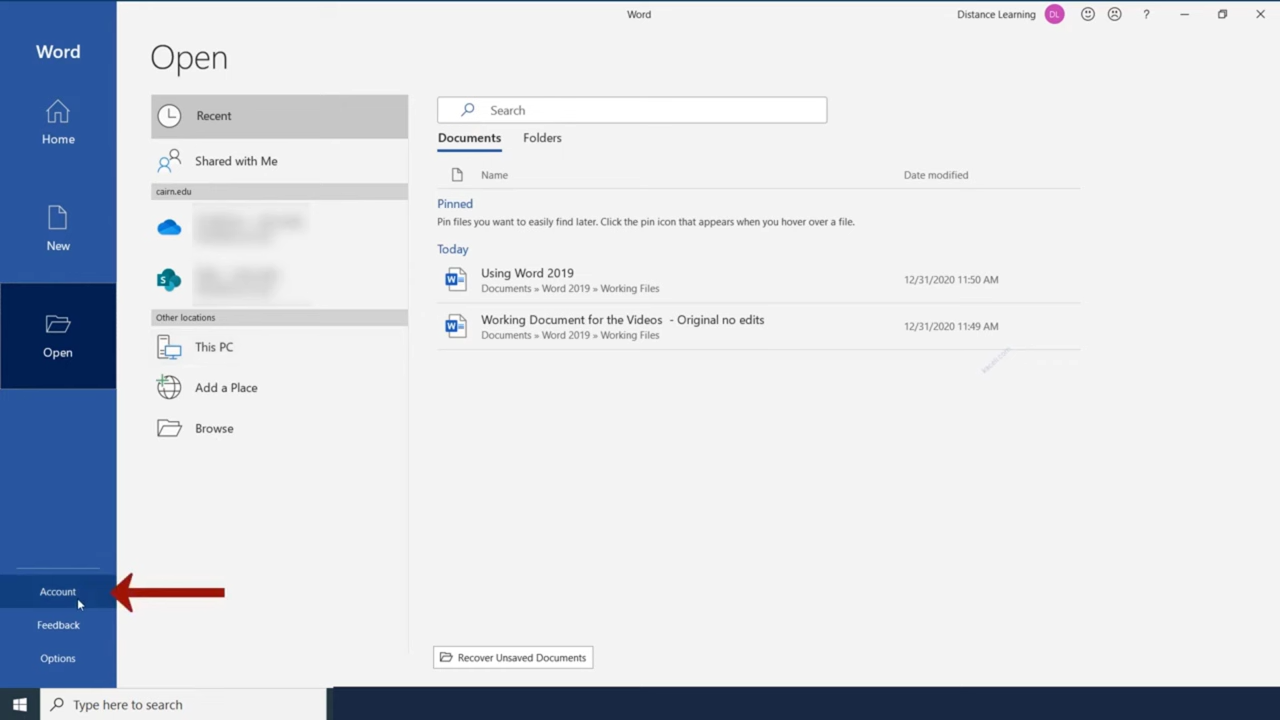 Word
Distance Learning DL ?
Word
Home
New
Open
Account
Feedback
Options
Open
Recent
Shared with Me
cairn.edu
S
Other locations
This PC
Add a Place
Browse
Search
Documents Folders
Name Date modified
Pinned
Pin files you want to easily find later. Click the pin icon that appears when you hover over a file.
Today
W Using Word 2019 12/31/2020 11:50 AM
Documents » Word 2019 » Working Files
W Working Document for the Videos - Original no edits 12/31/2020 11:49 AM
Documents » Word 2019 » Working Files
Recover Unsaved Documents
Type here to search